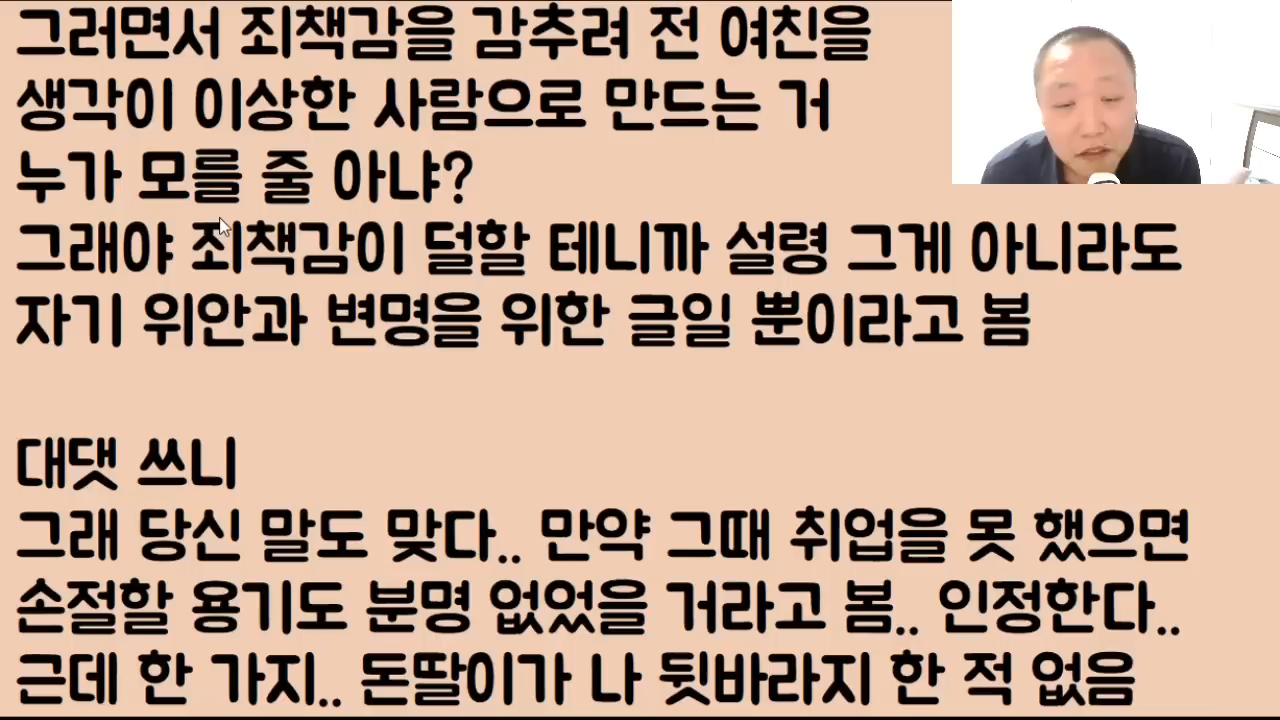 그러면서 죄책감을 감추려 전 여친을
생각이 이상한 사람으로 만드는 거
누가 모를 줄 아냐?
그래야 죄책감이 덜할 테니까 설령 그게 아니라도
자기 위안과 변명을 위한 글일 뿐이라고 봄
대댓 쓰니
그래 당신 말도 맞다.. 만약 그때 취업을 못 했으면
손절할 용기도 분명 없었을 거라고 봄.. 인정한다..
근데 한 가지.. 돈딸이가 나 뒷바라지 한 적 없음